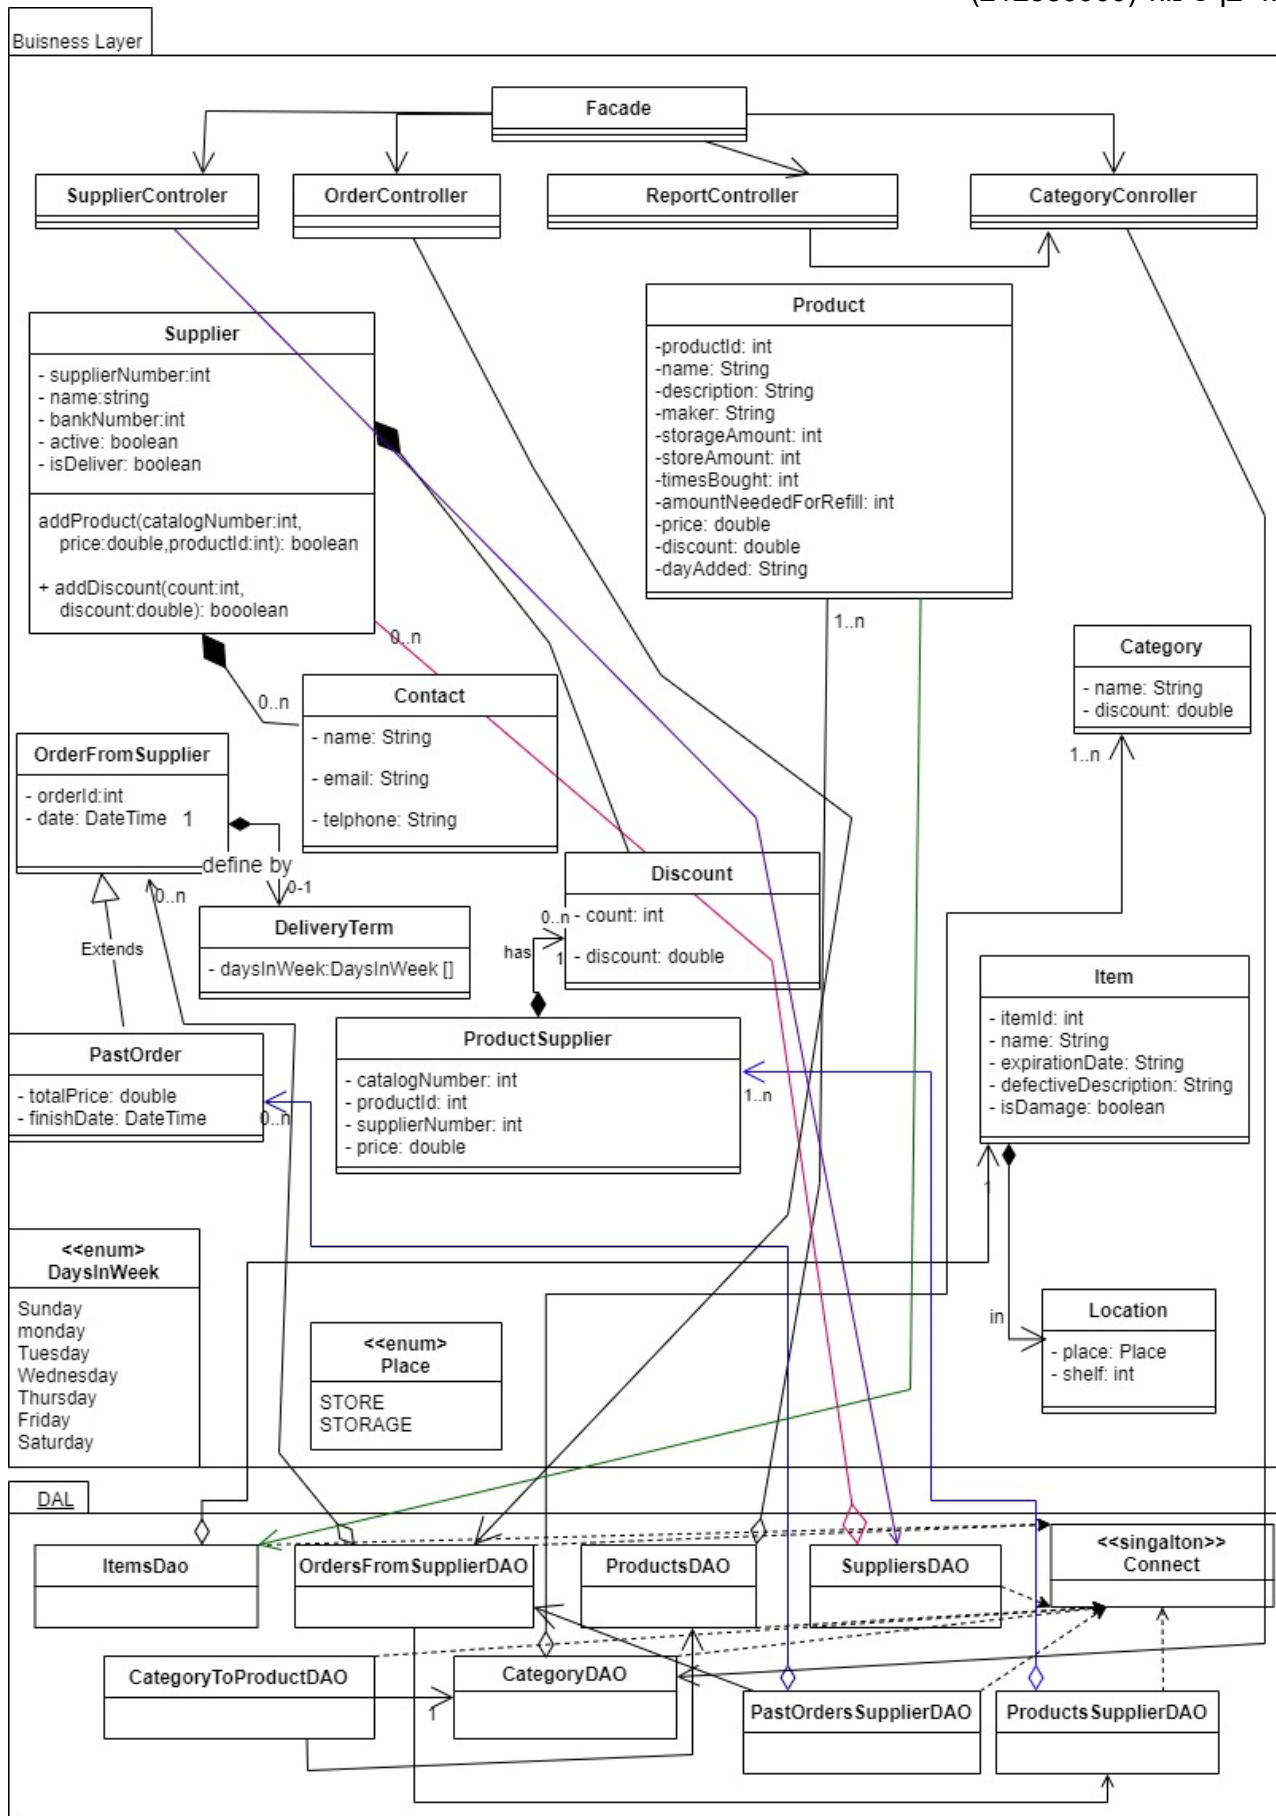 Buisness Layer
Facade
SupplierControler
OrderController
ReportController
CategoryConroller
Supplier
- supplierNumber:int
- name:string
- bankNumber:int
- active: boolean
- isDeliver: boolean
addProduct(catalogNumber:int,
price:double,productId:int): boolean
+ addDiscount(count:int,
discount:double): booolean
Product
-productId: int
-name: String
-description: String
-maker: String
-storageAmount: int
-storeAmount: int
-timesBought: int
-amountNeededForRefill: int
-price: double
-discount: double
-dayAdded: String
0..n
1..n
Category
- name: String
- discount: double
1..n
0..n
Contact
- name: String
- email: String
- telphone: String
OrderFromSupplier
- orderId:int
- date: DateTime
1
define by
0-1
0..n
Extends
DeliveryTerm
- daysInWeek:DaysInWeek []
Discount
- count: int
- discount: double
0..n
1
has
Item
- itemId: int
- name: String
- expirationDate: String
- defectiveDescription: String
- isDamage: boolean
PastOrder
- totalPrice: double
- finishDate: DateTime
0..n
ProductSupplier
- catalogNumber: int
- productId: int
- supplierNumber: int
- price: double
1..n
1
<<enum>>
DaysInWeek
Sunday
monday
Tuesday
Wednesday
Thursday
Friday
Saturday
<<enum>>
Place
STORE
STORAGE
in
Location
- place: Place
- shelf: int
DAL
ItemsDao
OrdersFromSupplierDAO
ProductsDAO
SuppliersDAO
<<singalton>>
Connect
CategoryToProductDAO
1
CategoryDAO
PastOrdersSupplierDAO
ProductsSupplierDAO